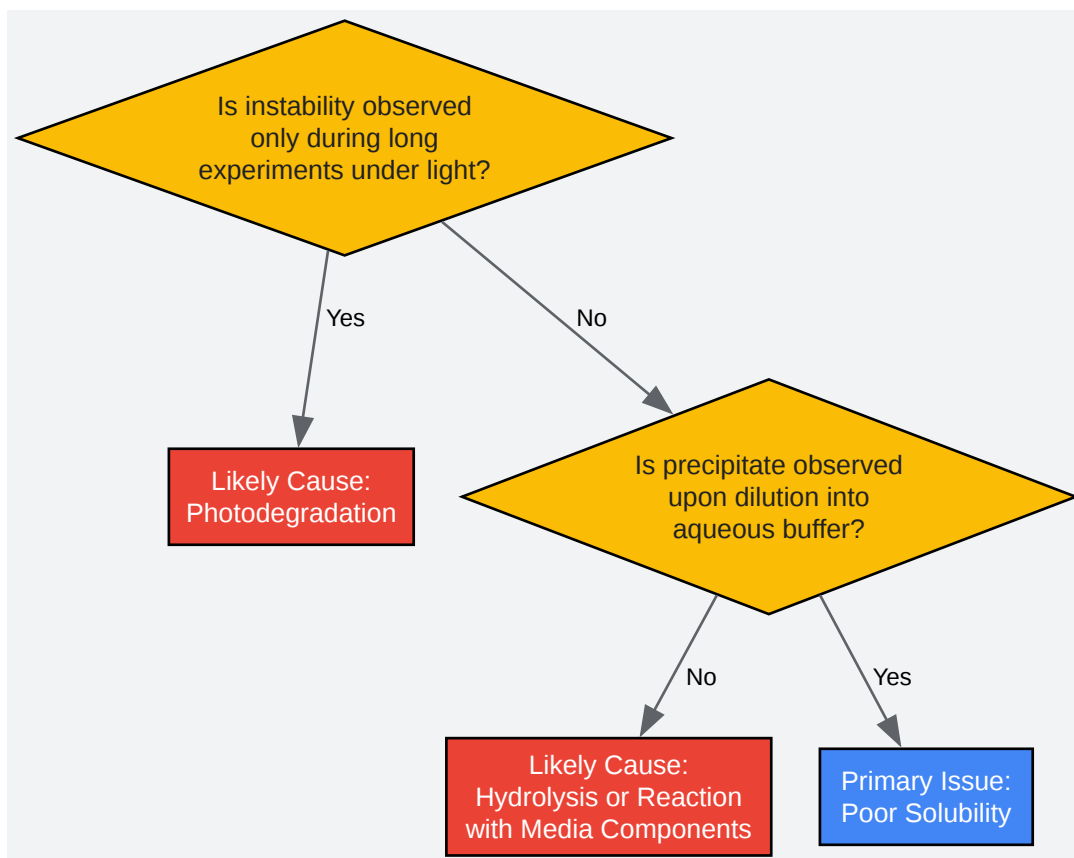 Is instability observed
only during long
experiments under light?
Yes
No
Likely Cause:
Photodegradation
Is precipitate observed
upon dilution into
aqueous buffer?
No
Yes
Likely Cause:
Hydrolysis or Reaction
with Media Components
Primary Issue:
Poor Solubility